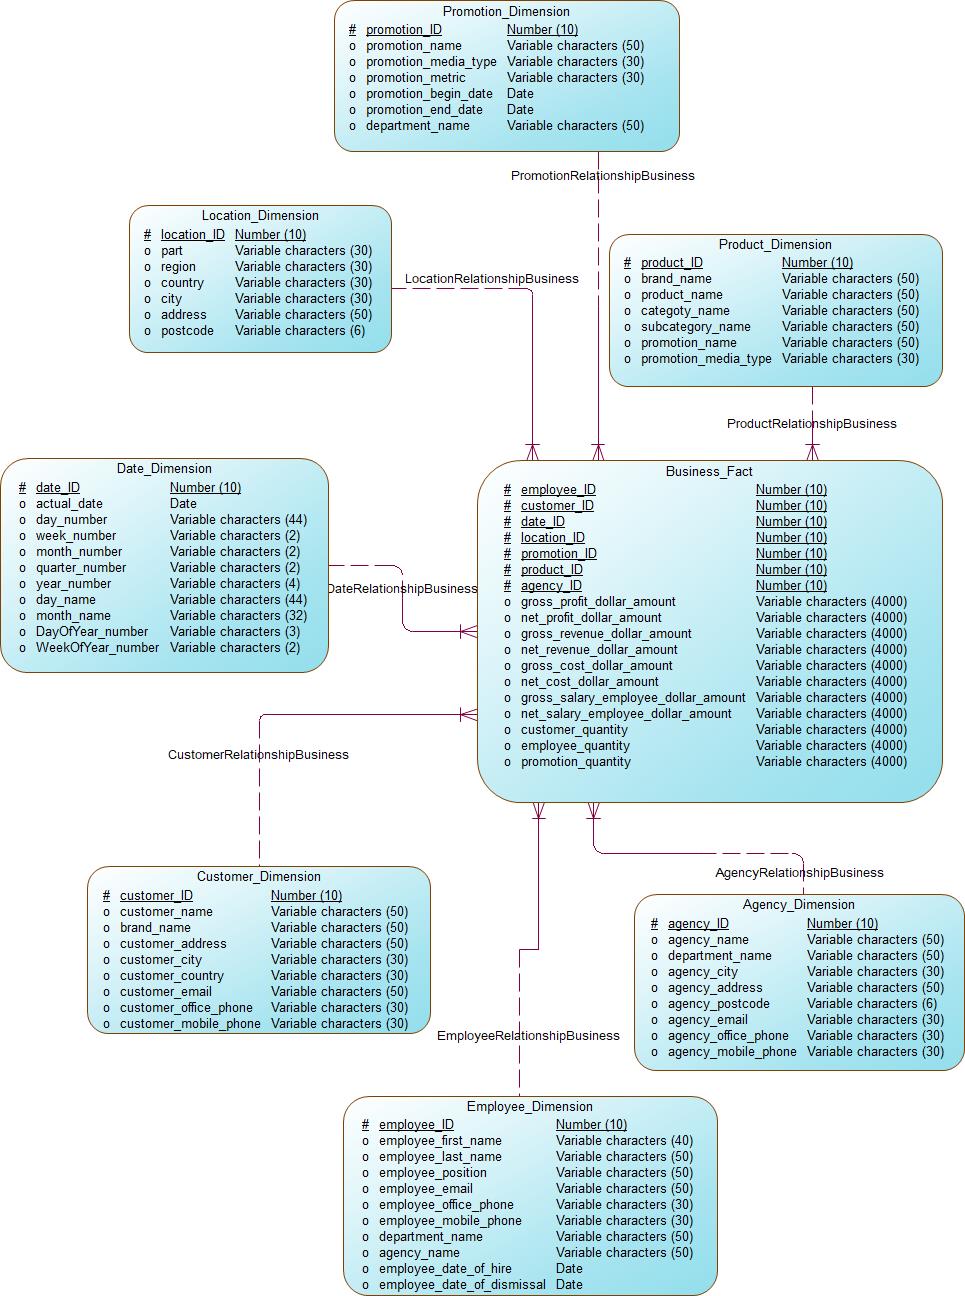 Promotion_Dimension
# promotion_ID Number (10)
o promotion_name Variable characters (50)
o promotion_media_type Variable characters (30)
o promotion_metric Variable characters (30)
o promotion_begin_date Date
o promotion_end_date Date
o department_name Variable characters (50)
PromotionRelationshipBusiness
Location_Dimension
# location_ID Number (10)
o part Variable characters (30)
o region Variable characters (30)
o country Variable characters (30)
o city Variable characters (30)
o address Variable characters (50)
o postcode Variable characters (6)
LocationRelationshipBusiness
Product_Dimension
# product_ID Number (10)
o brand_name Variable characters (50)
o product_name Variable characters (50)
o categoty_name Variable characters (50)
o subcategory_name Variable characters (50)
o promotion_name Variable characters (50)
o promotion_media_type Variable characters (30)
ProductRelationshipBusiness
Date_Dimension
# date_ID Number (10)
o actual_date Date
o day_number Variable characters (44)
o week_number Variable characters (2)
o month_number Variable characters (2)
o quarter_number Variable characters (2)
o year_number Variable characters (4)
o day_name Variable characters (44)
o month_name Variable characters (32)
o DayOfYear_number Variable characters (3)
o WeekOfYear_number Variable characters (2)
DateRelationshipBusiness
Business_Fact
# employee_ID Number (10)
# customer_ID Number (10)
# date_ID Number (10)
# location_ID Number (10)
# promotion_ID Number (10)
# product_ID Number (10)
# agency_ID Number (10)
o gross_profit_dollar_amount Variable characters (4000)
o net_profit_dollar_amount Variable characters (4000)
o gross_revenue_dollar_amount Variable characters (4000)
o net_revenue_dollar_amount Variable characters (4000)
o gross_cost_dollar_amount Variable characters (4000)
o net_cost_dollar_amount Variable characters (4000)
o gross_salary_employee_dollar_amount Variable characters (4000)
o net_salary_employee_dollar_amount Variable characters (4000)
o customer_quantity Variable characters (4000)
o employee_quantity Variable characters (4000)
o promotion_quantity Variable characters (4000)
CustomerRelationshipBusiness
Customer_Dimension
# customer_ID Number (10)
o customer_name Variable characters (50)
o brand_name Variable characters (50)
o customer_address Variable characters (50)
o customer_city Variable characters (30)
o customer_country Variable characters (30)
o customer_email Variable characters (50)
o customer_office_phone Variable characters (30)
o customer_mobile_phone Variable characters (30)
AgencyRelationshipBusiness
Agency_Dimension
# agency_ID Number (10)
o agency_name Variable characters (50)
o department_name Variable characters (50)
o agency_city Variable characters (30)
o agency_address Variable characters (50)
o agency_postcode Variable characters (6)
o agency_email Variable characters (30)
o agency_office_phone Variable characters (30)
o agency_mobile_phone Variable characters (30)
EmployeeRelationshipBusiness
Employee_Dimension
# employee_ID Number (10)
o employee_first_name Variable characters (40)
o employee_last_name Variable characters (50)
o employee_position Variable characters (50)
o employee_email Variable characters (50)
o employee_office_phone Variable characters (30)
o employee_mobile_phone Variable characters (30)
o department_name Variable characters (50)
o agency_name Variable characters (50)
o employee_date_of_hire Date
o employee_date_of_dismissal Date